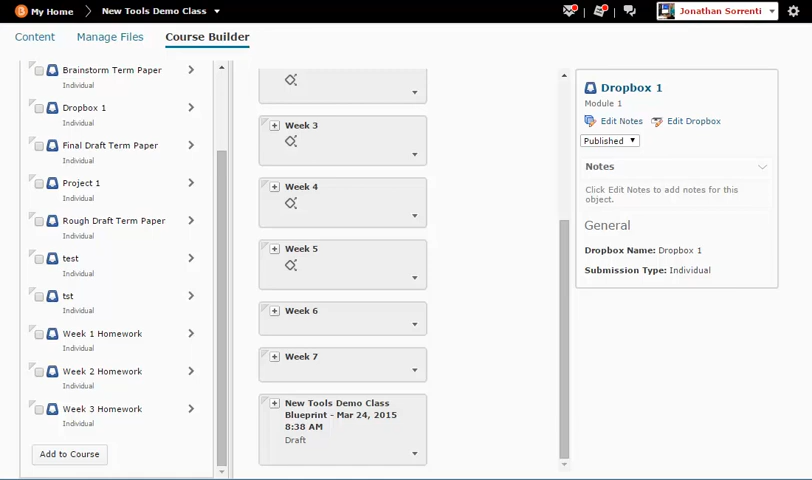 My Home
New Tools Demo Class
Jonathan Sorrenti
Content
Manage Files
Course Builder
Brainstorm Term Paper
Individual
Dropbox 1
Individual
Final Draft Term Paper
Individual
Project 1
Individual
Rough Draft Term Paper
Individual
test
Individual
tst
Individual
Week 1 Homework
Individual
Week 2 Homework
Individual
Week 3 Homework
Individual
Add to Course
Week 3
Week 4
Week 5
Week 6
Week 7
New Tools Demo Class
Blueprint - Mar 24, 2015
8:38 AM
Draft
Dropbox 1
Module 1
Edit Notes
Edit Dropbox
Published
Notes
Click Edit Notes to add notes for this
object.
General
Dropbox Name: Dropbox 1
Submission Type: Individual